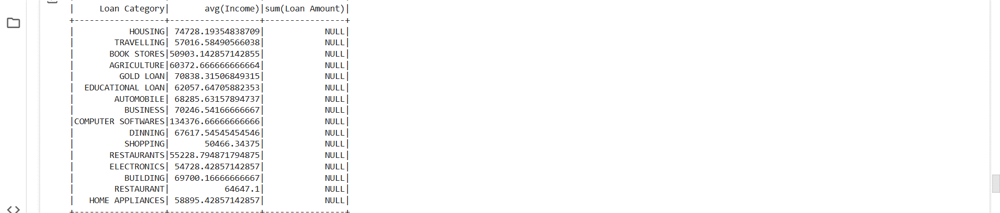 |     Loan Category|       avg(Income)|sum(Loan Amount)|
+------------------+------------------+----------------+
|           HOUSING| 74728.19354838709|            NULL|
|        TRAVELLING| 57016.58490566038|            NULL|
|       BOOK STORES|50903.142857142855|            NULL|
|       AGRICULTURE|60372.666666666664|            NULL|
|         GOLD LOAN| 70838.31506849315|            NULL|
|  EDUCATIONAL LOAN| 62057.64705882353|            NULL|
|        AUTOMOBILE| 68285.63157894737|            NULL|
|          BUSINESS| 70246.54166666667|            NULL|
|COMPUTER SOFTWARES|134376.66666666666|            NULL|
|           DINNING| 67617.54545454546|            NULL|
|          SHOPPING|       50466.34375|            NULL|
|       RESTAURANTS|55228.794871794875|            NULL|
|       ELECTRONICS| 54728.42857142857|            NULL|
|          BUILDING| 69700.16666666667|            NULL|
|        RESTAURANT|           64647.1|            NULL|
|   HOME APPLIANCES| 58895.42857142857|            NULL|
+------------------+------------------+----------------+